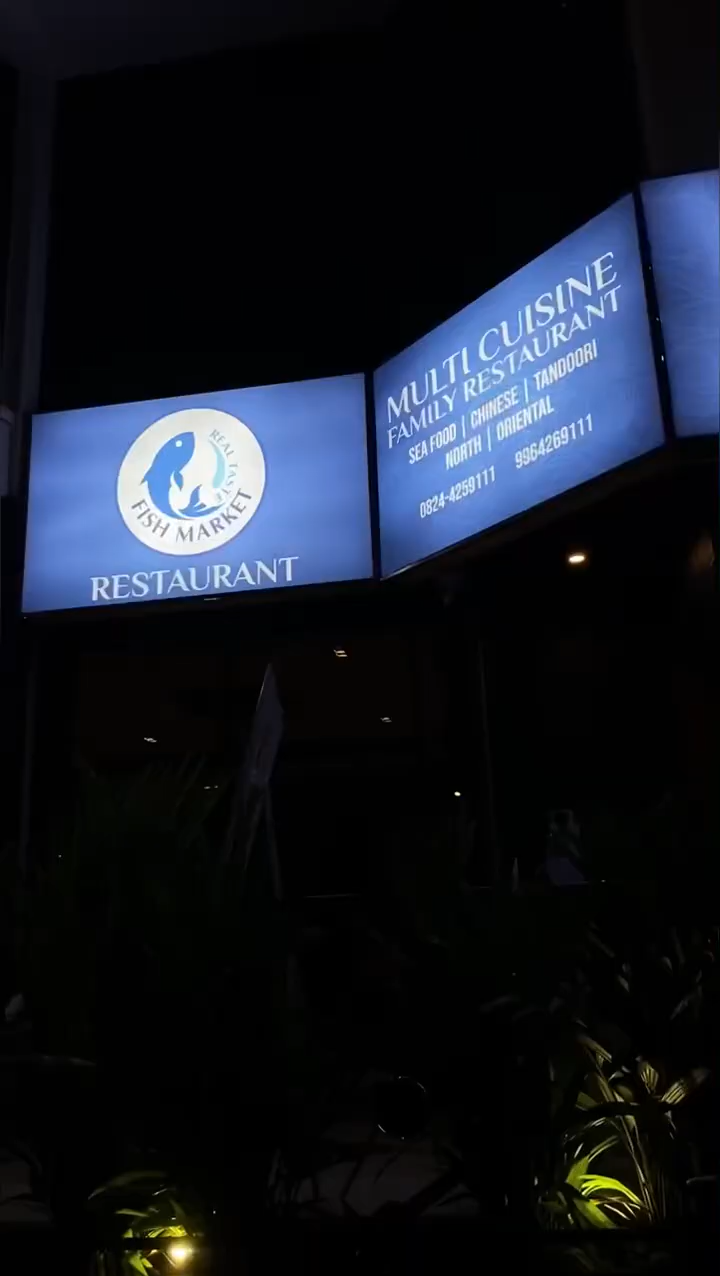 REAL TASTE
FISH MARKET
RESTAURANT
MULTI CUISINE
FAMILY RESTAURANT
SEA FOOD | CHINESE | TANDOORI
NORTH | ORIENTAL
0824-4259111 9964269111